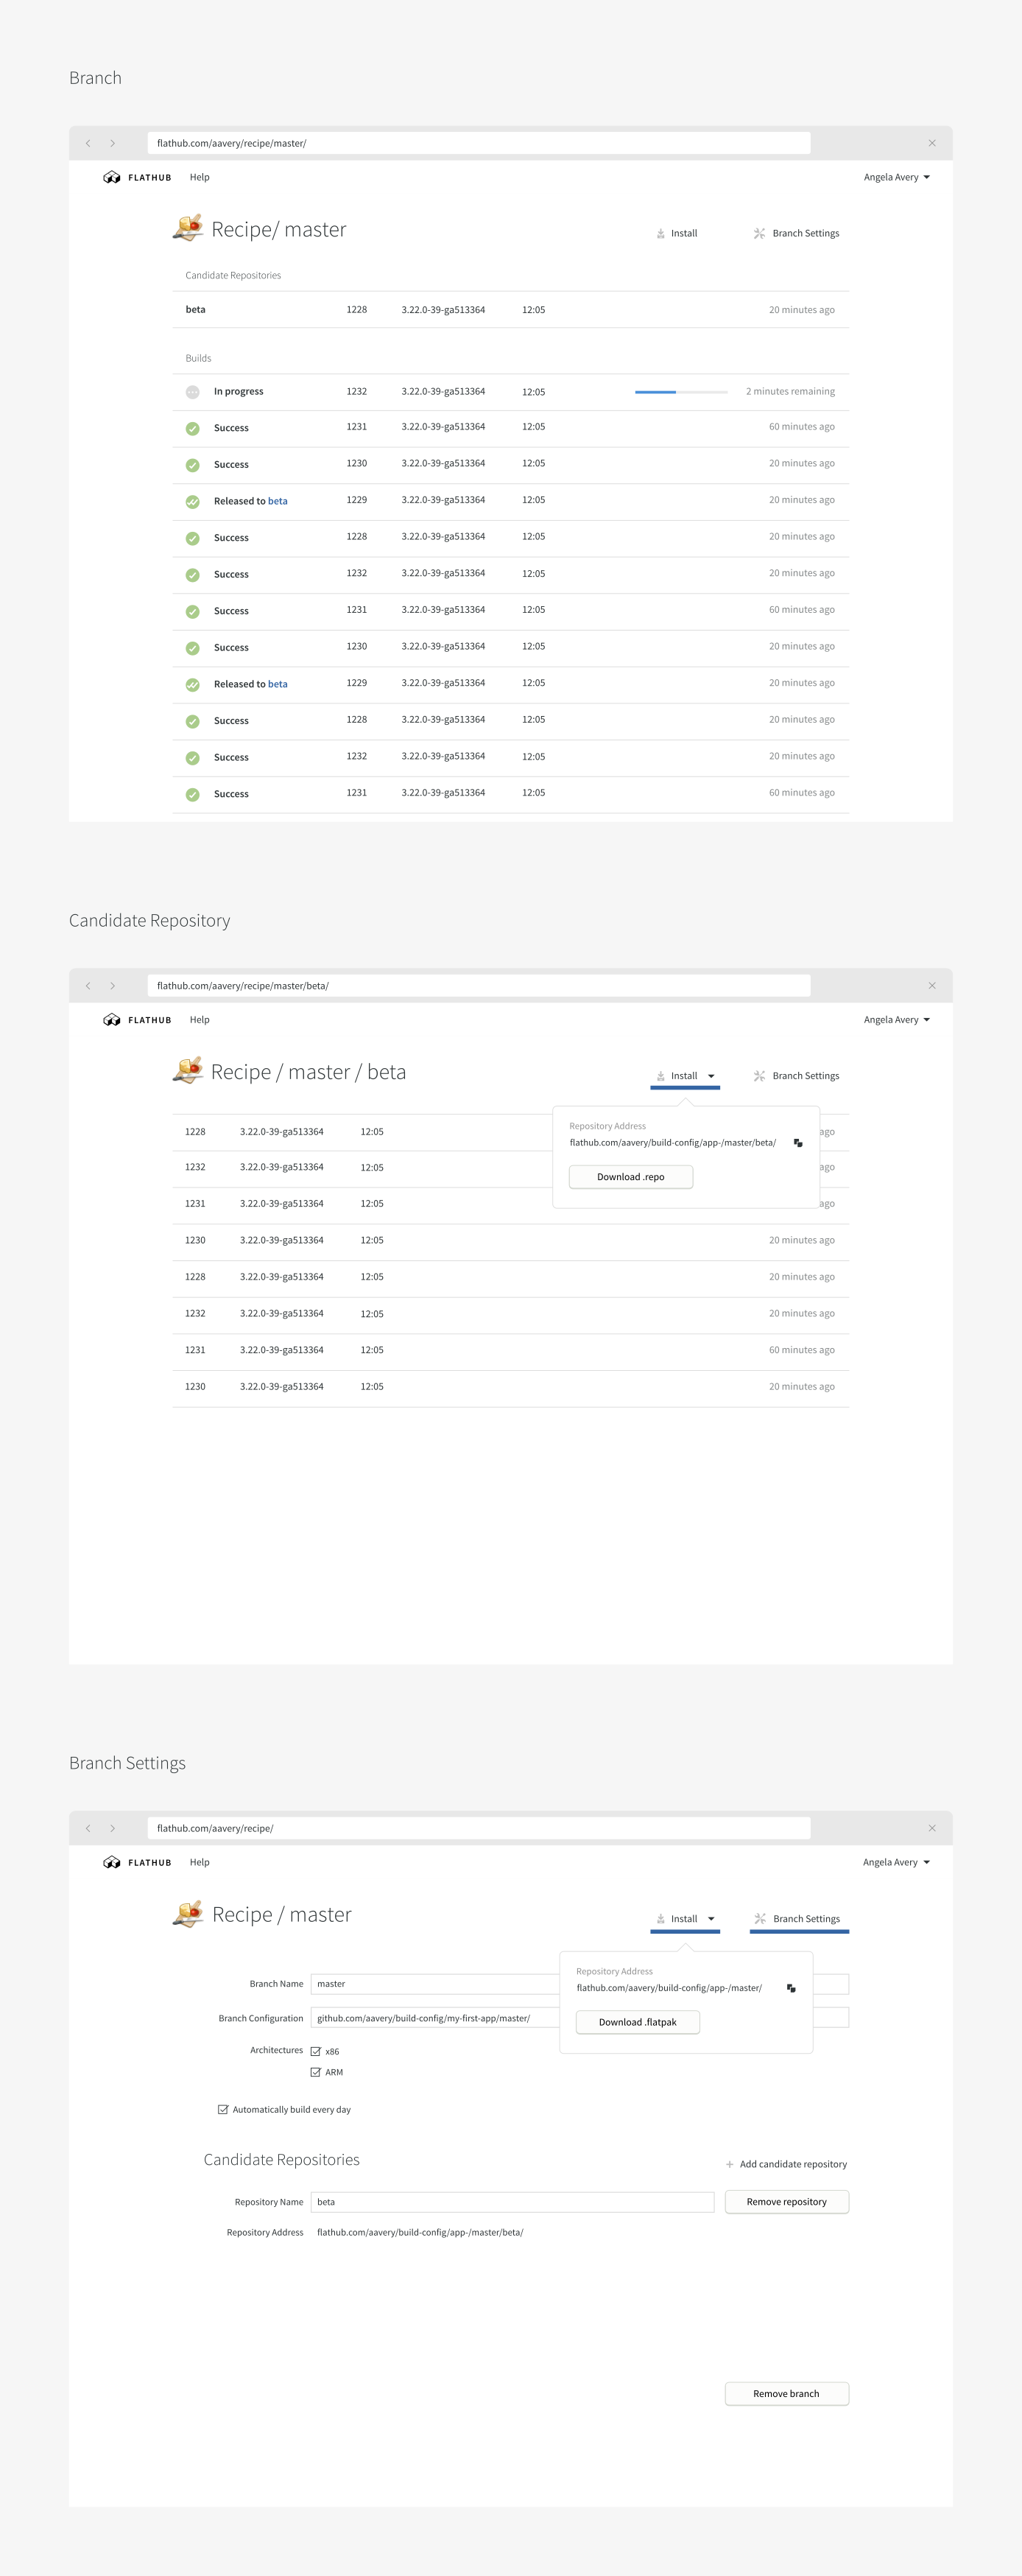 Branch
flathub.com/aavery/recipe/master/
FLATHUB Help Angela Avery
Recipe/ master Install Branch Settings
Candidate Repositories
beta 1228 3.22.0-39-ga513364 12:05 20 minutes ago
Builds
In progress 1232 3.22.0-39-ga513364 12:05 2 minutes remaining
Success 1231 3.22.0-39-ga513364 12:05 60 minutes ago
Success 1230 3.22.0-39-ga513364 12:05 20 minutes ago
Released to beta 1229 3.22.0-39-ga513364 12:05 20 minutes ago
Success 1228 3.22.0-39-ga513364 12:05 20 minutes ago
Success 1232 3.22.0-39-ga513364 12:05 20 minutes ago
Success 1231 3.22.0-39-ga513364 12:05 60 minutes ago
Success 1230 3.22.0-39-ga513364 12:05 20 minutes ago
Released to beta 1229 3.22.0-39-ga513364 12:05 20 minutes ago
Success 1228 3.22.0-39-ga513364 12:05 20 minutes ago
Success 1232 3.22.0-39-ga513364 12:05 20 minutes ago
Success 1231 3.22.0-39-ga513364 12:05 60 minutes ago
Candidate Repository
flathub.com/aavery/recipe/master/beta/
FLATHUB Help Angela Avery
Recipe / master / beta Install Branch Settings
Repository Address
flathub.com/aavery/build-config/app-/master/beta/
Download .repo
1228 3.22.0-39-ga513364 12:05 ago
1232 3.22.0-39-ga513364 12:05 ago
1231 3.22.0-39-ga513364 12:05 ago
1230 3.22.0-39-ga513364 12:05 20 minutes ago
1228 3.22.0-39-ga513364 12:05 20 minutes ago
1232 3.22.0-39-ga513364 12:05 20 minutes ago
1231 3.22.0-39-ga513364 12:05 60 minutes ago
1230 3.22.0-39-ga513364 12:05 20 minutes ago
Branch Settings
flathub.com/aavery/recipe/
FLATHUB Help Angela Avery
Recipe / master Install Branch Settings
Repository Address
flathub.com/aavery/build-config/app-/master/
Download .flatpak
Branch Name master
Branch Configuration github.com/aavery/build-config/my-first-app/master/
Architectures x86
ARM
Automatically build every day
Candidate Repositories + Add candidate repository
Repository Name beta Remove repository
Repository Address flathub.com/aavery/build-config/app-/master/beta/
Remove branch